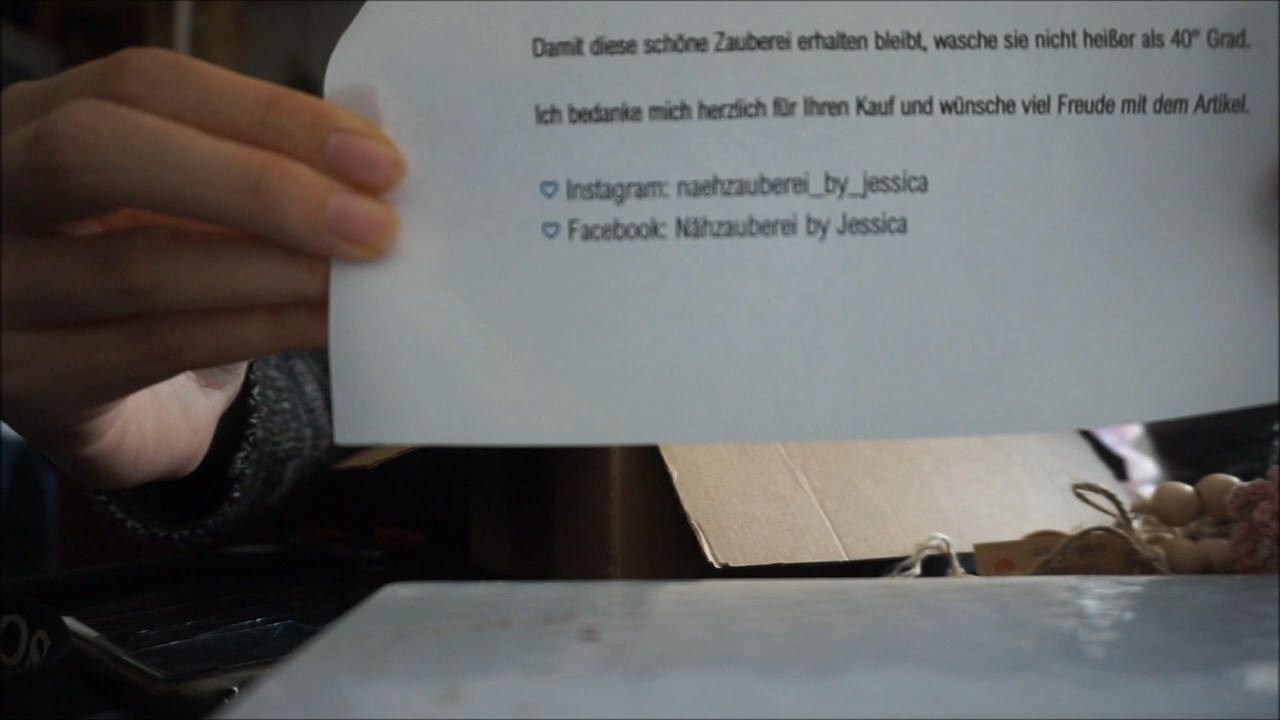 Damit diese schöne Zauberei erhalten bleibt, wasche sie nicht heißer als 40° Grad.
Ich bedanke mich herzlich für Ihren Kauf und wünsche viel Freude mit dem Artikel.
♡ Instagram: naehzauberei_by_jessica
♡ Facebook: Nähzauberei by Jessica